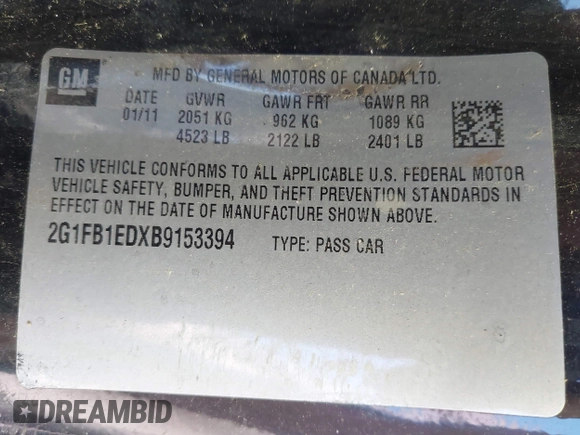 GM
MFD BY GENERAL MOTORS OF CANADA LTD.
DATE GVWR GAWR FRT GAWR RR
01/11 2051 KG 962 KG 1089 KG
4523 LB 2122 LB 2401 LB
THIS VEHICLE CONFORMS TO ALL APPLICABLE U.S. FEDERAL MOTOR
VEHICLE SAFETY, BUMPER, AND THEFT PREVENTION STANDARDS IN
EFFECT ON THE DATE OF MANUFACTURE SHOWN ABOVE.
2G1FB1EDXB9153394 TYPE: PASS CAR
DREAMBID